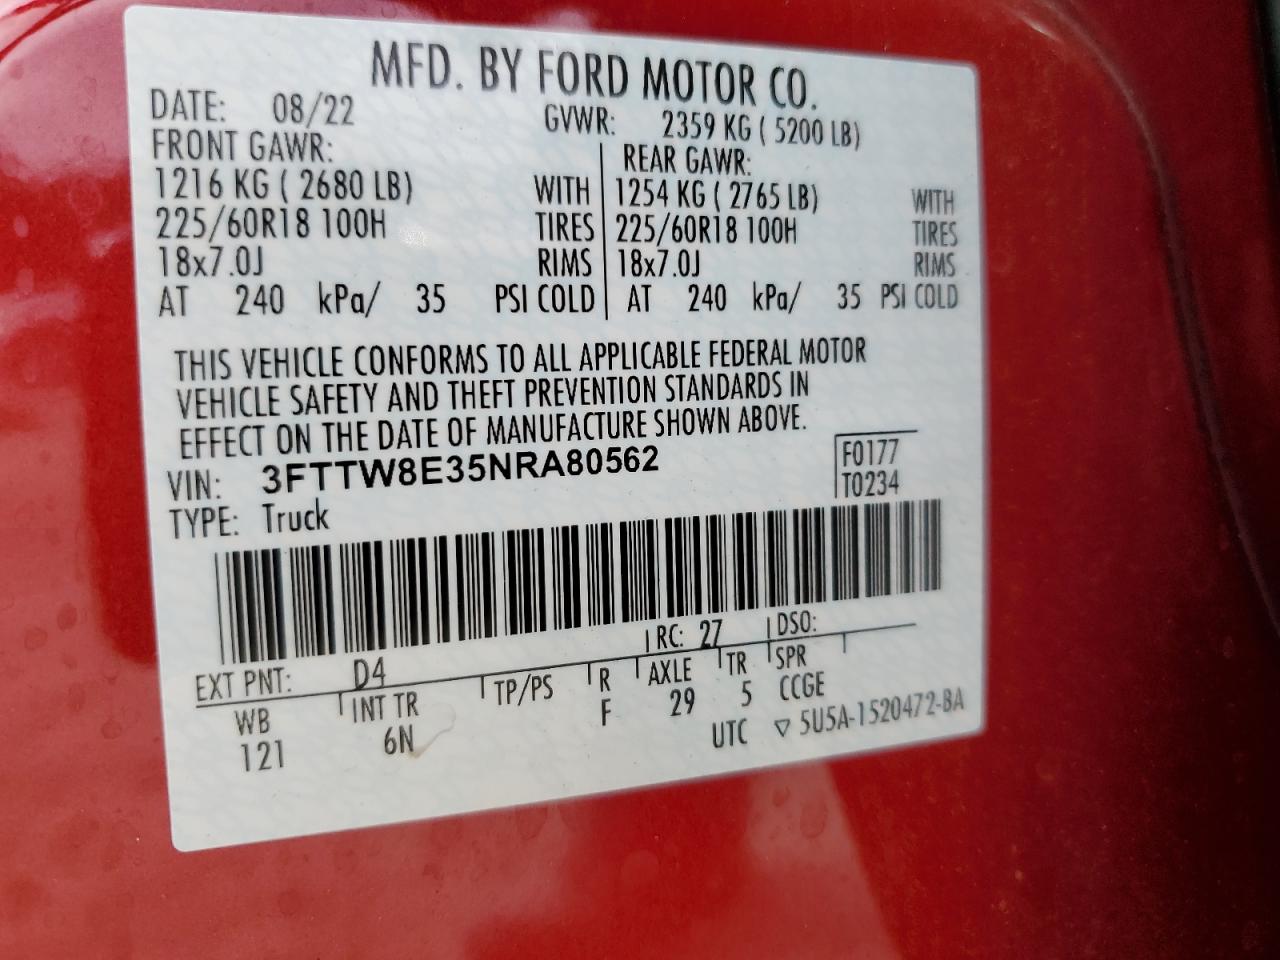 MFD. BY FORD MOTOR CO.
DATE: 08/22 GVWR: 2359 KG ( 5200 LB)
FRONT GAWR: REAR GAWR:
1216 KG ( 2680 LB) WITH 1254 KG ( 2765 LB) WITH
225/60R18 100H TIRES 225/60R18 100H TIRES
18x7.0J RIMS 18x7.0J RIMS
AT 240 kPa/ 35 PSI COLD AT 240 kPa/ 35 PSI COLD
THIS VEHICLE CONFORMS TO ALL APPLICABLE FEDERAL MOTOR
VEHICLE SAFETY AND THEFT PREVENTION STANDARDS IN
EFFECT ON THE DATE OF MANUFACTURE SHOWN ABOVE.
VIN: 3FTTW8E35NRA80562 F0177
TYPE: Truck T0234
EXT PNT: D4 RC: 27 DSO:
WB INT TR TP/PS R AXLE TR SPR
121 6N F 29 5 CCGE
UTC ▽ 5U5A-1520472-BA